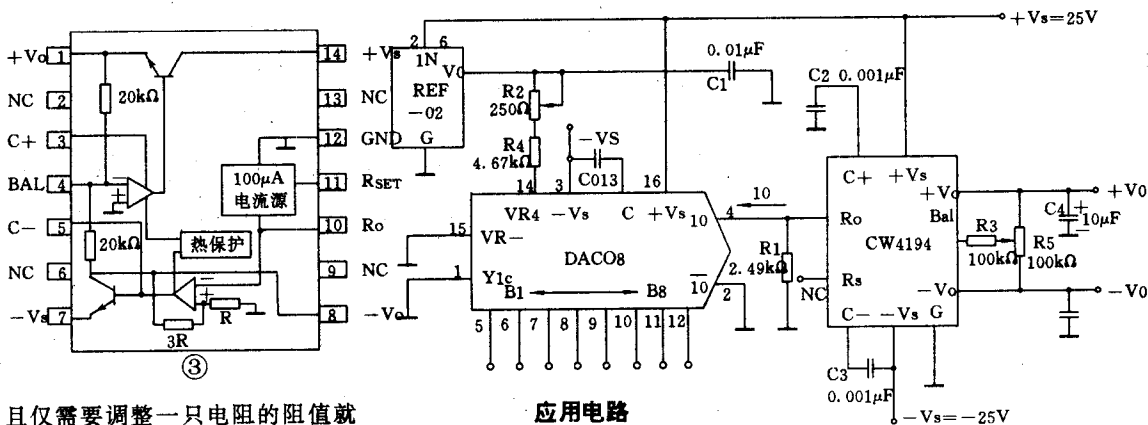 +Vo
1
14
+Vs
NC
2
20kΩ
13
NC
C+
3
12
GND
BAL
4
100μA
电流源
11
RSET
C-
5
10
Ro
20kΩ
热保护
NC
6
9
NC
-Vs
7
R
8
-Vo
3R
③
且仅需要调整一只电阻的阻值就
2
6
1N
V0
REF
-02
G
R2
250Ω
R4
4.67kΩ
0.01μF
C1
-VS
C013
14
3
16
VR4
-Vs
C
+Vs
10
4
10
15
VR-
DAC08
1
Y1c
10
2
B1
B8
5
6
7
8
9
10
11
12
R1
2.49kΩ
应用电路
+Vs=25V
C2
0.001μF
C+
+Vs
+Vo
Ro
Bal
CW4194
Rs
NC
-Vo
C-
-Vs
G
R3
100kΩ
R5
100kΩ
C4
+
10μF
+V0
-V0
C3
0.001μF
-Vs=-25V